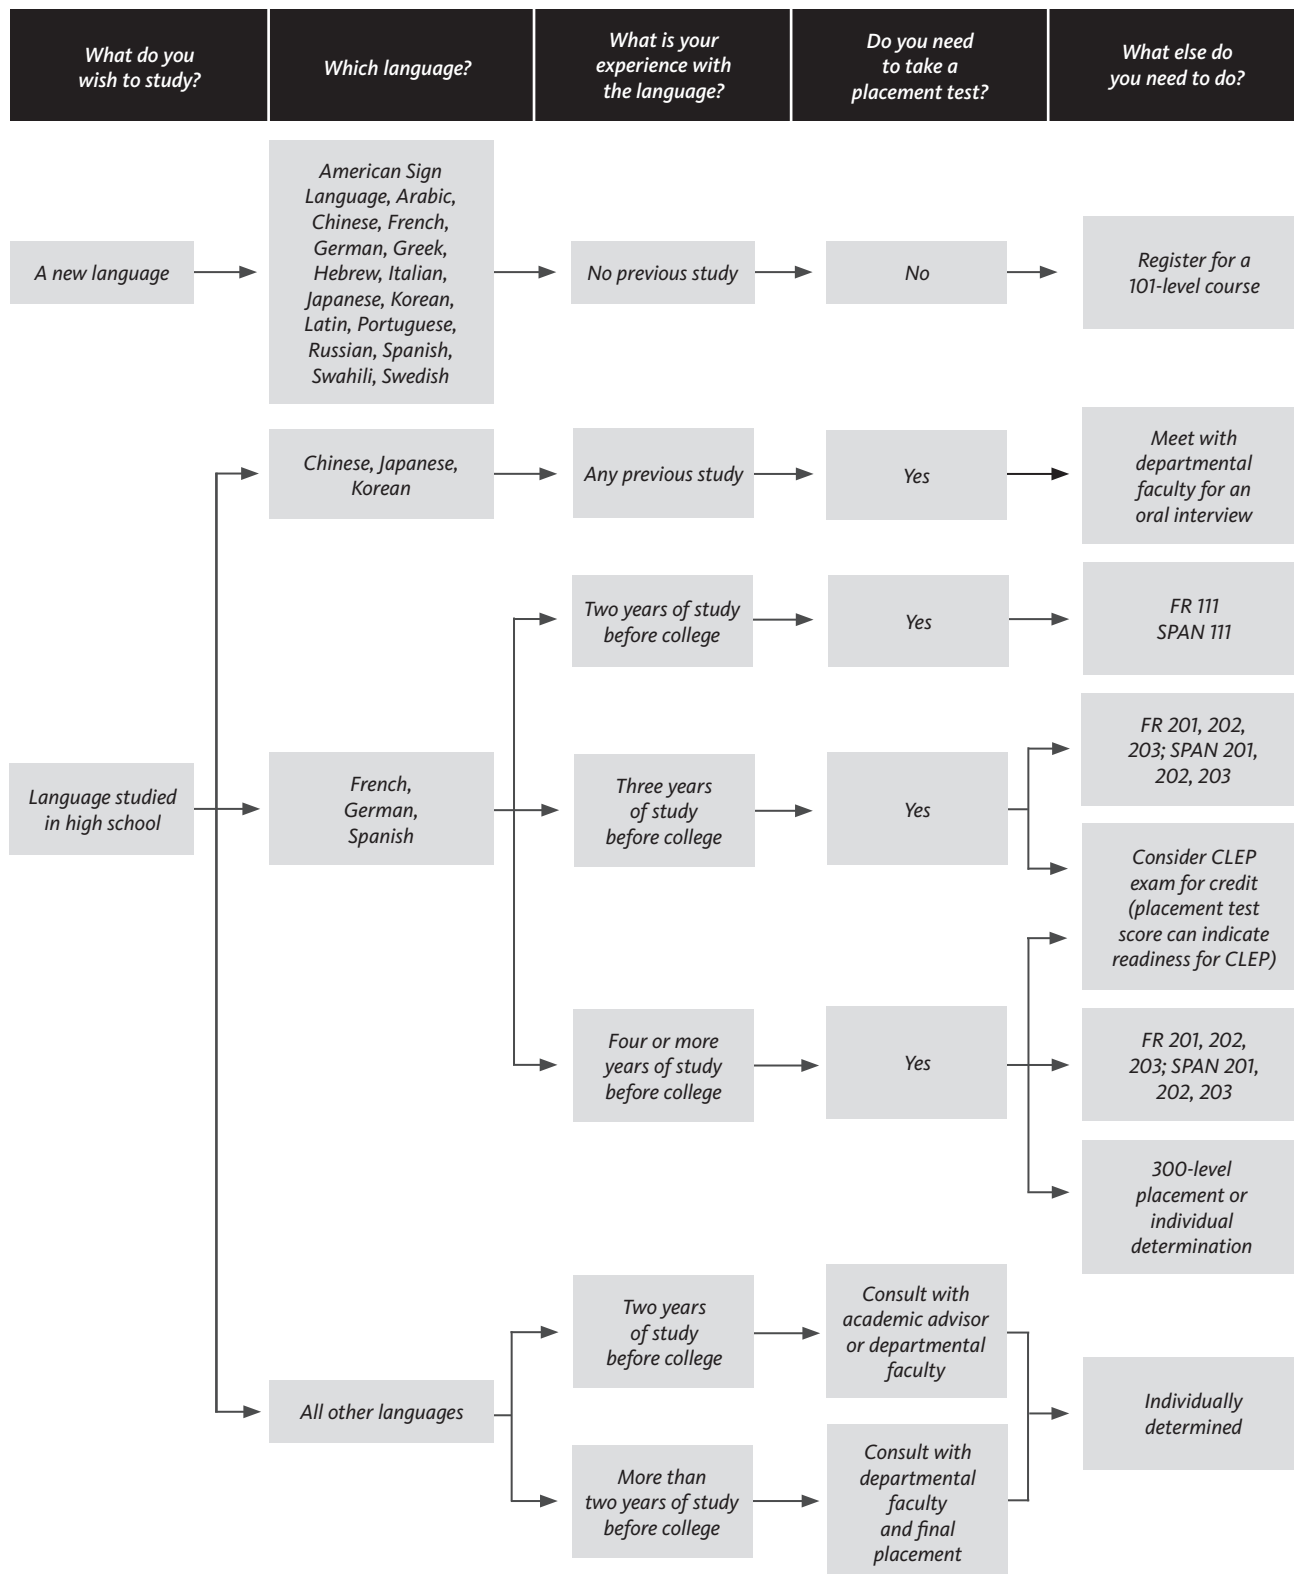 What do you
wish to study?
Which language?
What is your
experience with
the language?
Do you need
to take a
placement test?
What else do
you need to do?
A new language
American Sign
Language, Arabic,
Chinese, French,
German, Greek,
Hebrew, Italian,
Japanese, Korean,
Latin, Portuguese,
Russian, Spanish,
Swahili, Swedish
No previous study
No
Register for a
101-level course
Language studied
in high school
Chinese, Japanese,
Korean
Any previous study
Yes
Meet with
departmental
faculty for an
oral interview
French,
German,
Spanish
Two years of study
before college
Yes
FR 111
SPAN 111
Three years
of study
before college
Yes
FR 201, 202,
203; SPAN 201,
202, 203
Consider CLEP
exam for credit
(placement test
score can indicate
readiness for CLEP)
Four or more
years of study
before college
Yes
FR 201, 202,
203; SPAN 201,
202, 203
300-level
placement or
individual
determination
All other languages
Two years
of study
before college
Consult with
academic advisor
or departmental
faculty
More than
two years of study
before college
Consult with
departmental
faculty
and final
placement
Individually
determined